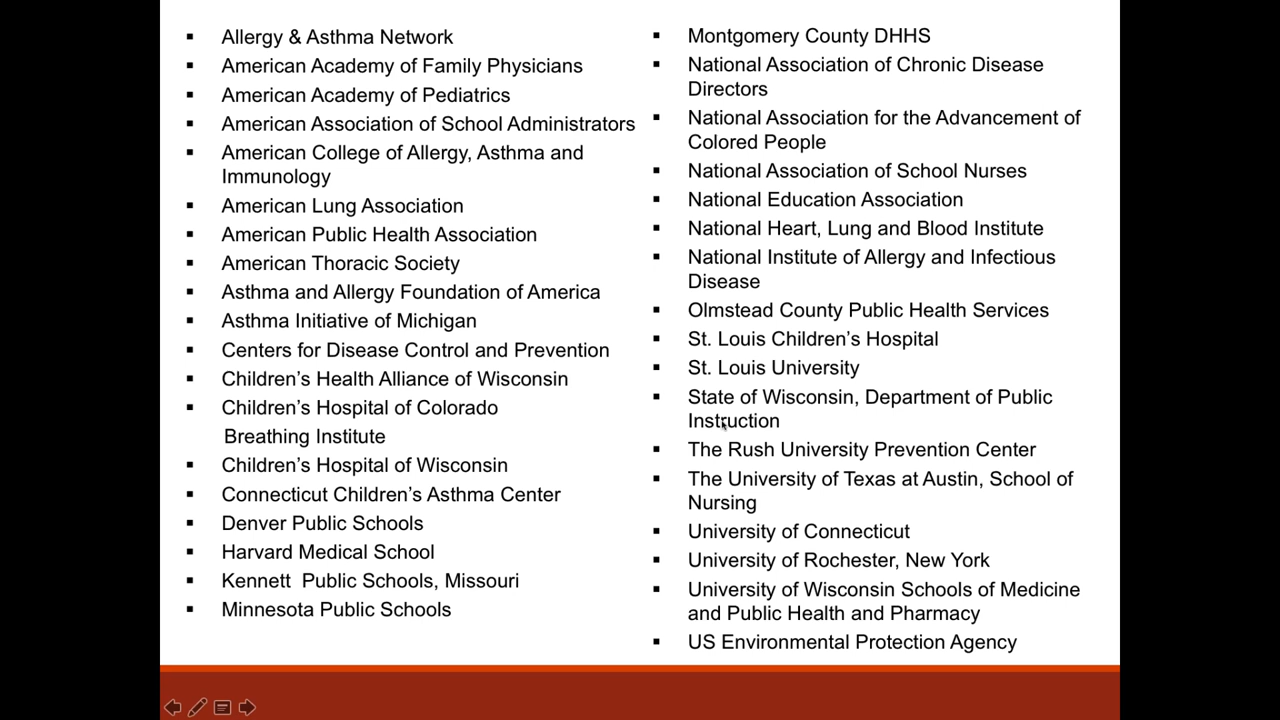 ▪ Allergy & Asthma Network
▪ American Academy of Family Physicians
▪ American Academy of Pediatrics
▪ American Association of School Administrators
▪ American College of Allergy, Asthma and
Immunology
▪ American Lung Association
▪ American Public Health Association
▪ American Thoracic Society
▪ Asthma and Allergy Foundation of America
▪ Asthma Initiative of Michigan
▪ Centers for Disease Control and Prevention
▪ Children’s Health Alliance of Wisconsin
▪ Children’s Hospital of Colorado
Breathing Institute
▪ Children’s Hospital of Wisconsin
▪ Connecticut Children’s Asthma Center
▪ Denver Public Schools
▪ Harvard Medical School
▪ Kennett  Public Schools, Missouri
▪ Minnesota Public Schools
▪ Montgomery County DHHS
▪ National Association of Chronic Disease
Directors
▪ National Association for the Advancement of
Colored People
▪ National Association of School Nurses
▪ National Education Association
▪ National Heart, Lung and Blood Institute
▪ National Institute of Allergy and Infectious
Disease
▪ Olmstead County Public Health Services
▪ St. Louis Children’s Hospital
▪ St. Louis University
▪ State of Wisconsin, Department of Public
Instruction
▪ The Rush University Prevention Center
▪ The University of Texas at Austin, School of
Nursing
▪ University of Connecticut
▪ University of Rochester, New York
▪ University of Wisconsin Schools of Medicine
and Public Health and Pharmacy
▪ US Environmental Protection Agency